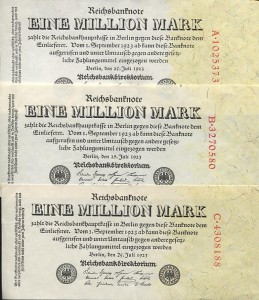 Reichsbanknote
EINE MILLION MARK
zahlt die Reichsbankhauptkasse in Berlin gegen diese Banknote dem
Einlieferer. Vom 1. September 1923 ab kann diese Banknote
aufgerufen und unter Umtausch gegen andere gesetz-
liche Zahlungsmittel eingezogen werden
Berlin, den 25. Juli 1923
Reichsbankdirektorium
A·1025373
Reichsbanknote
EINE MILLION MARK
zahlt die Reichsbankhauptkasse in Berlin gegen diese Banknote dem
Einlieferer. Vom 1. September 1923 ab kann diese Banknote
aufgerufen und unter Umtausch gegen andere gesetz-
liche Zahlungsmittel eingezogen werden
Berlin, den 25. Juli 1923
Reichsbankdirektorium
B·3370580
Reichsbanknote
EINE MILLION MARK
zahlt die Reichsbankhauptkasse in Berlin gegen diese Banknote dem
Einlieferer. Vom 1. September 1923 ab kann diese Banknote
aufgerufen und unter Umtausch gegen andere gesetz-
liche Zahlungsmittel eingezogen werden
Berlin, den 25. Juli 1923
Reichsbankdirektorium